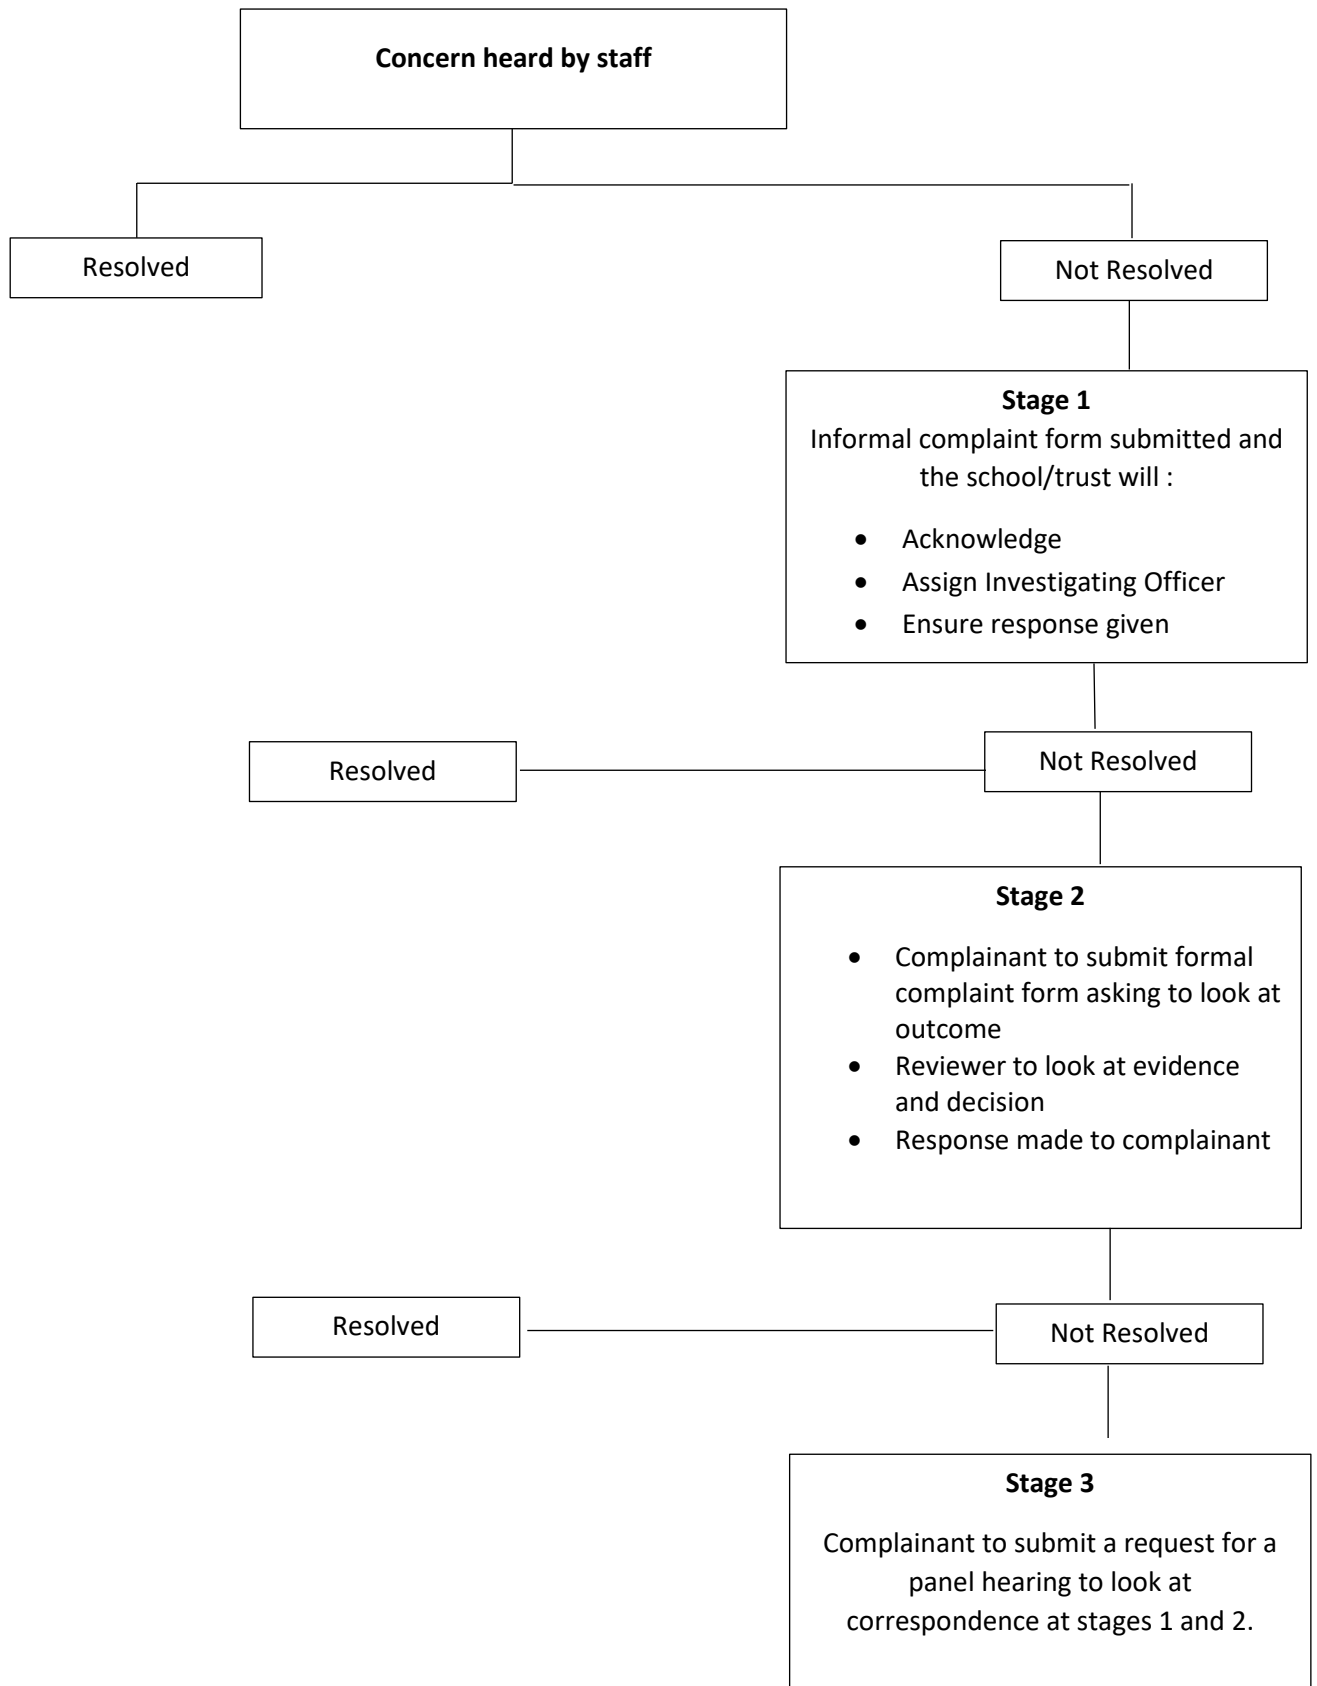 Concern heard by staff
Resolved
Not Resolved
Stage 1
Informal complaint form submitted and
the school/trust will :
• Acknowledge
• Assign Investigating Officer
• Ensure response given
Resolved
Not Resolved
Stage 2
• Complainant to submit formal
complaint form asking to look at
outcome
• Reviewer to look at evidence
and decision
• Response made to complainant
Resolved
Not Resolved
Stage 3
Complainant to submit a request for a
panel hearing to look at
correspondence at stages 1 and 2.